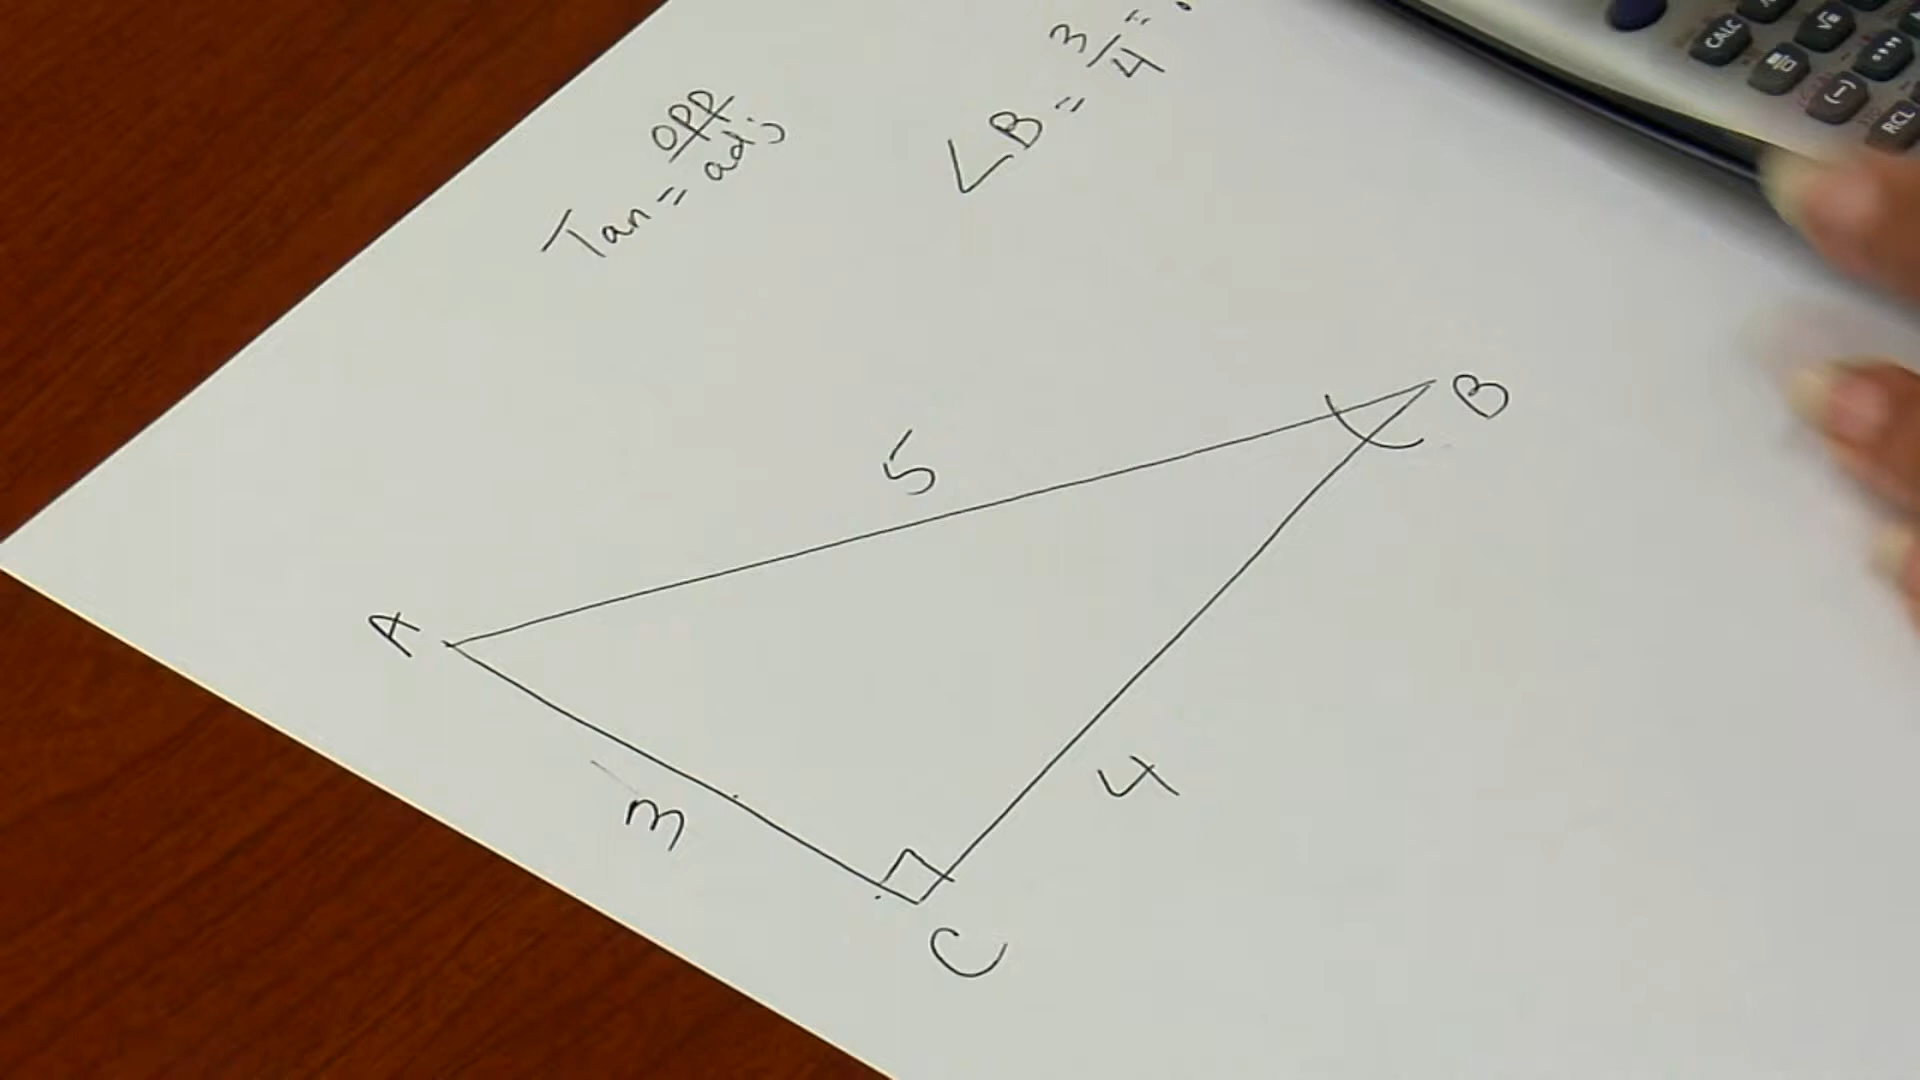 Tan = opp/adj
∠B = 3/4 =
5
B
A
3
4
C
CALC
√
(-)
RCL